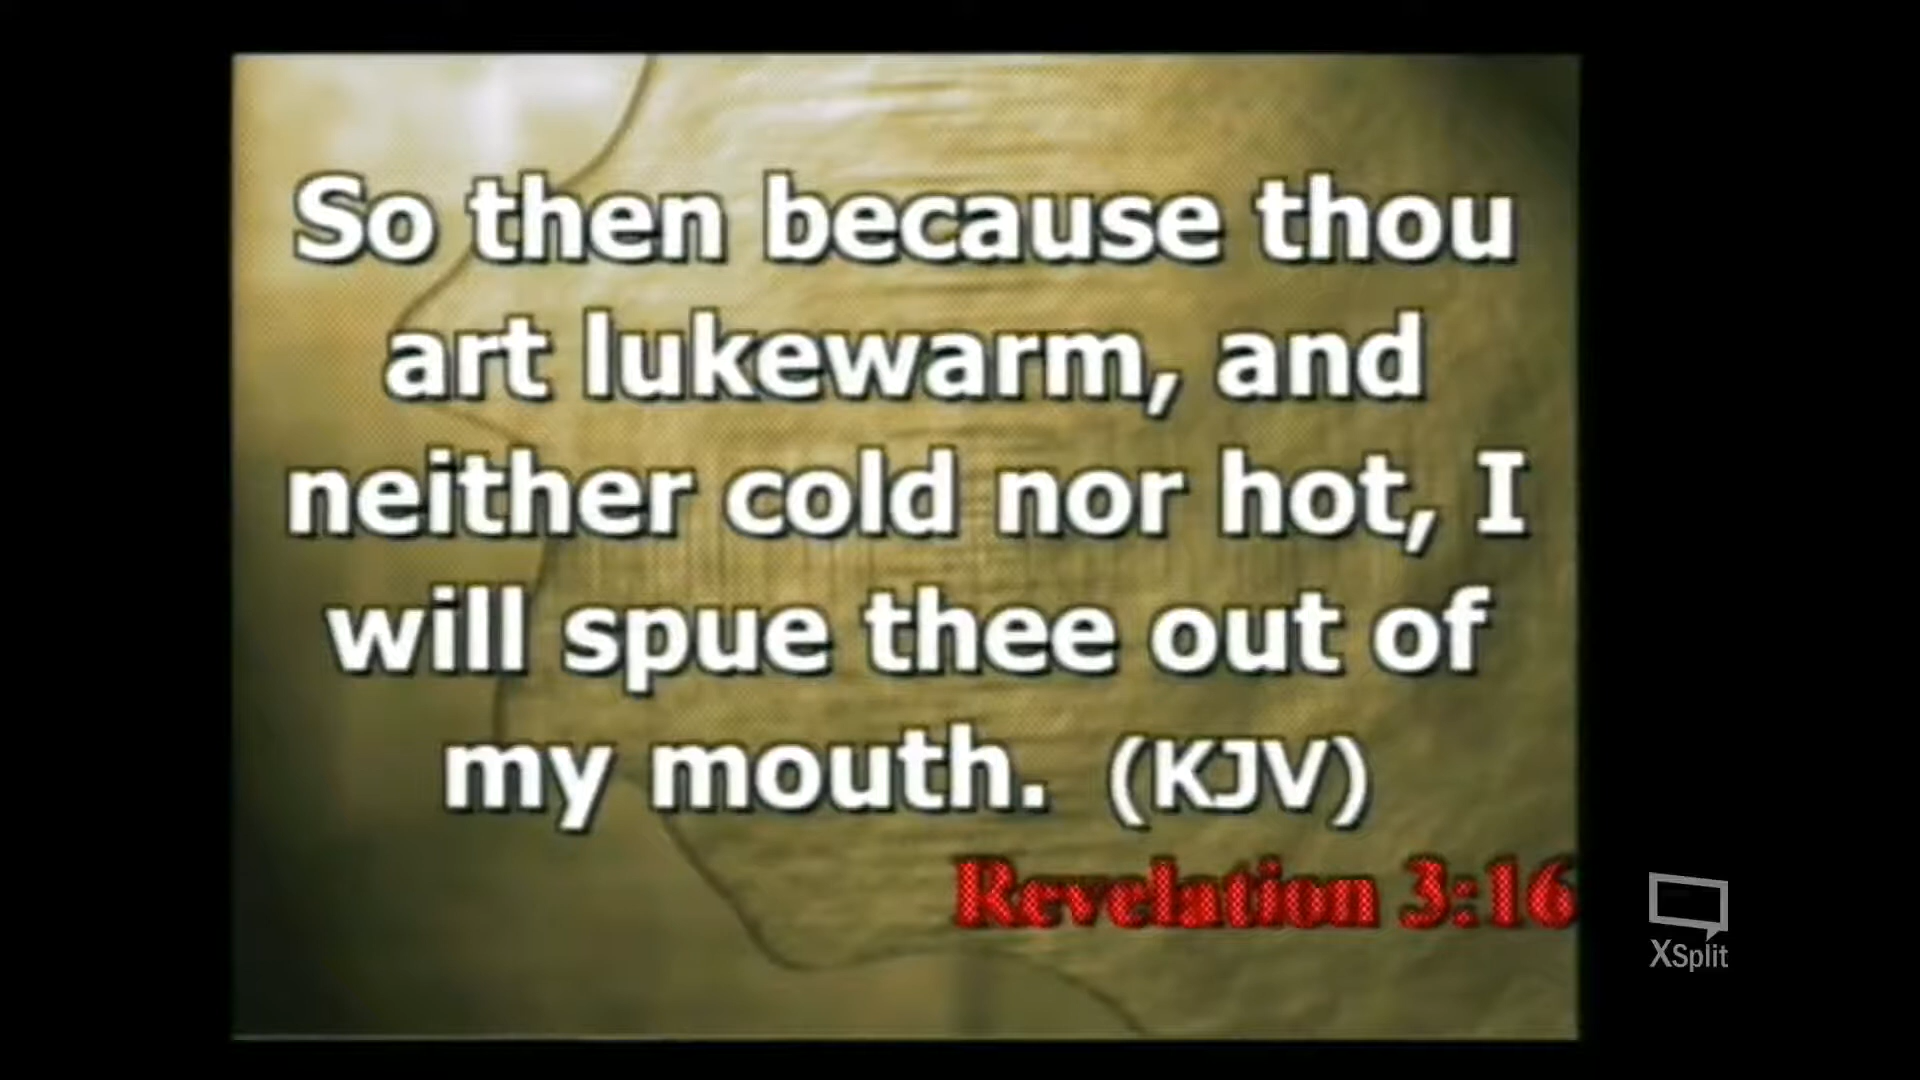 So then because thou
art lukewarm, and
neither cold nor hot, I
will spue thee out of
my mouth. (KJV)
Revelation 3:16
XSplit